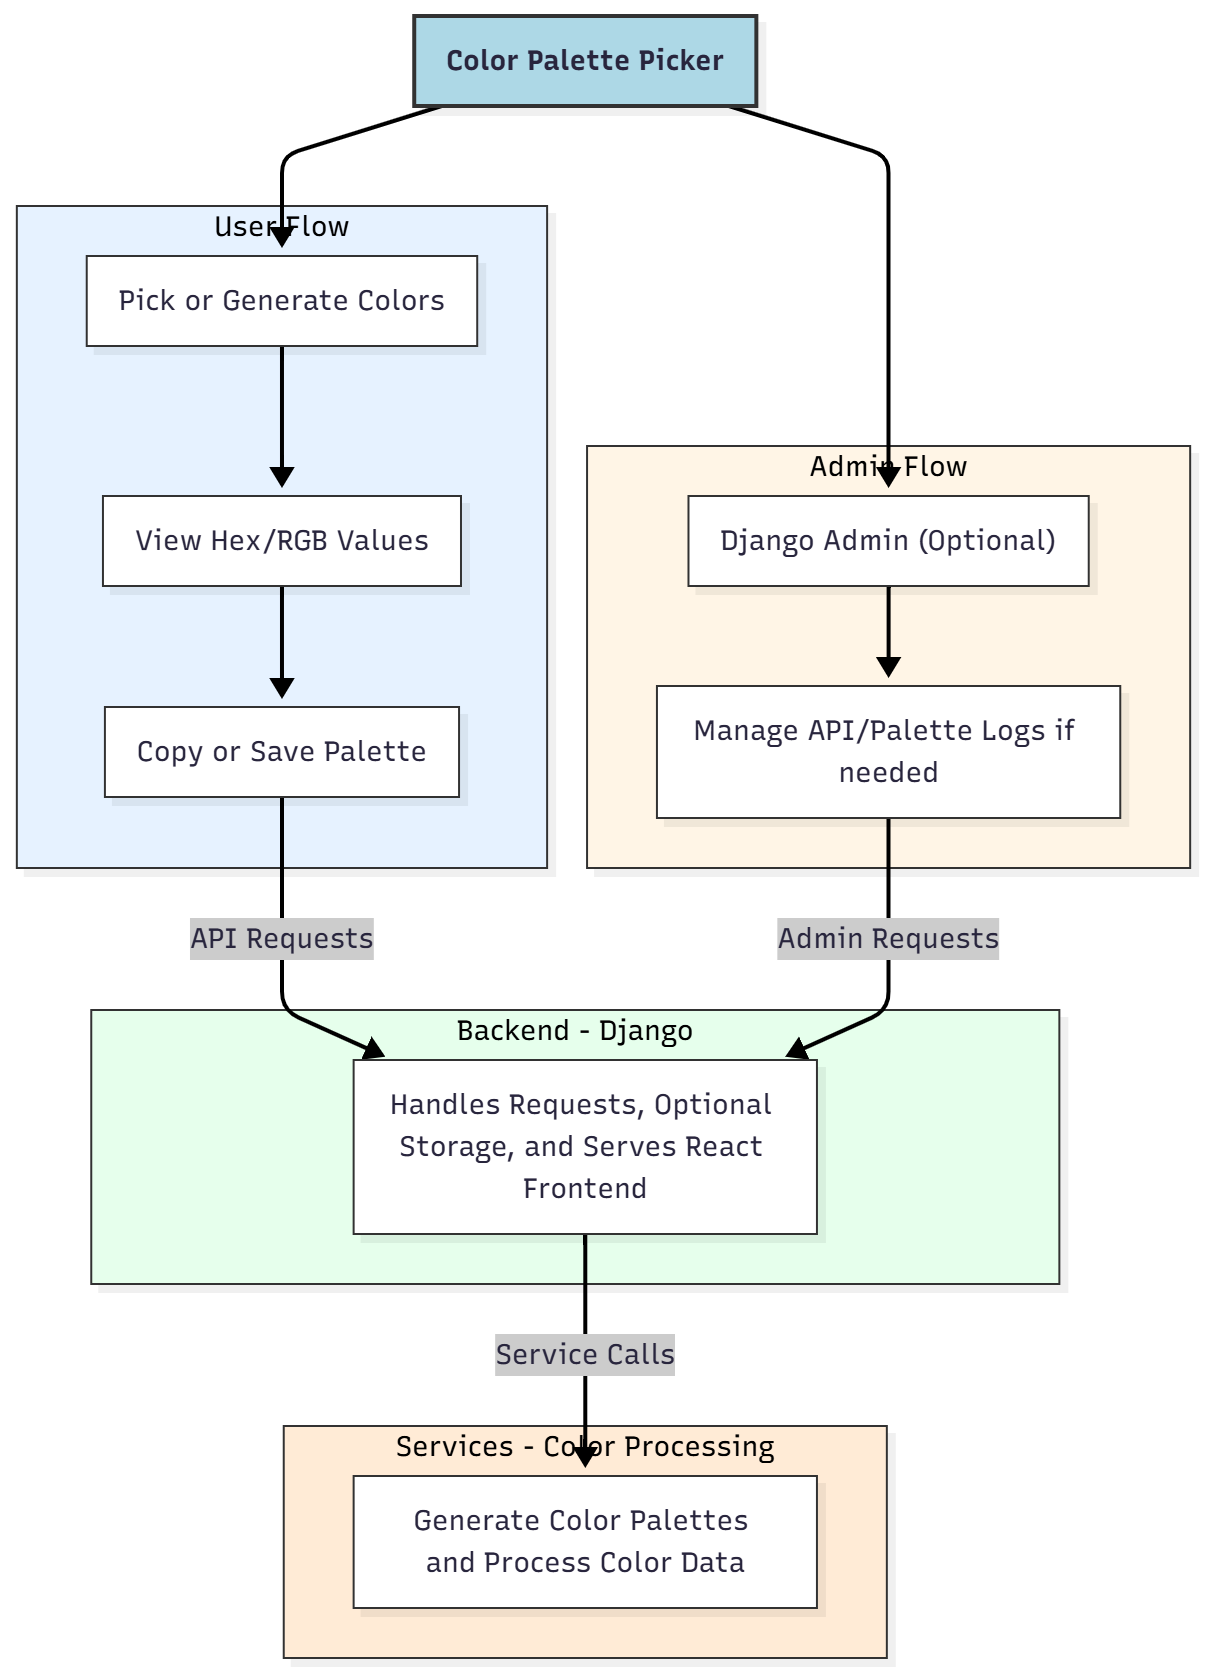 Color Palette Picker
User Flow
Pick or Generate Colors
View Hex/RGB Values
Copy or Save Palette
Admin Flow
Django Admin (Optional)
Manage API/Palette Logs if
needed
API Requests
Admin Requests
Backend - Django
Handles Requests, Optional
Storage, and Serves React
Frontend
Service Calls
Services - Color Processing
Generate Color Palettes
and Process Color Data